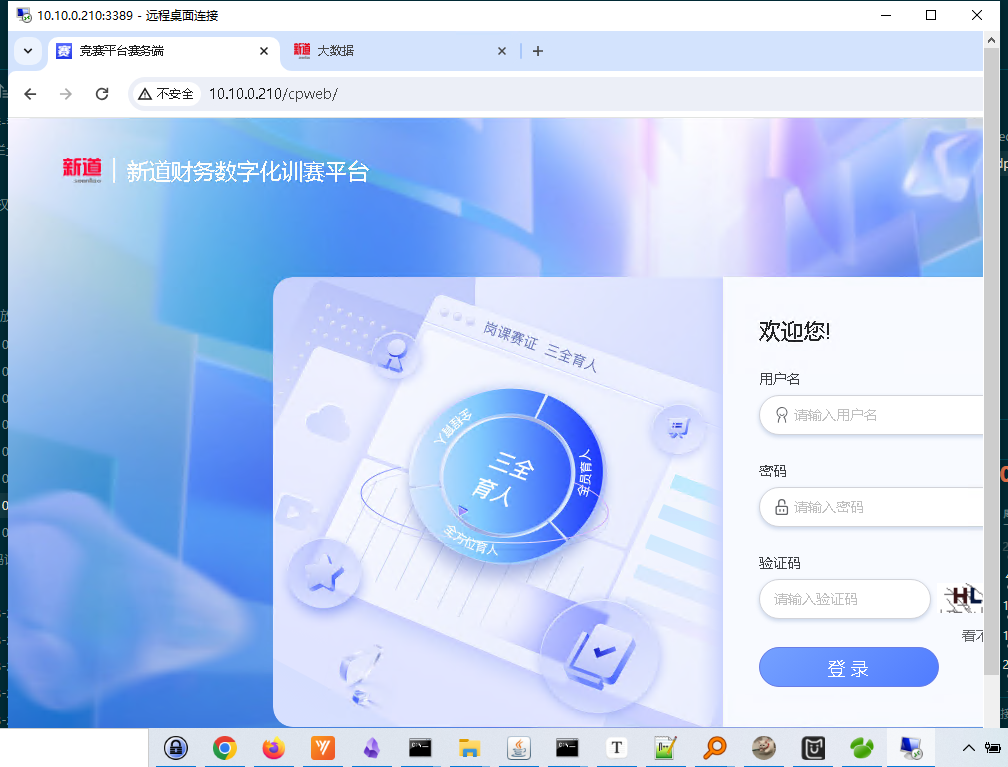 10.10.0.210:3389 - 远程桌面连接
竞赛平台赛务端
大数据
不安全
10.10.0.210/cpweb/
新道
新道财务数字化训赛平台
岗课赛证 三全育人
全程育人
全员育人
三全
育人
全方位育人
欢迎您!
用户名
请输入用户名
密码
请输入密码
验证码
请输入验证码
HL
看不
登 录